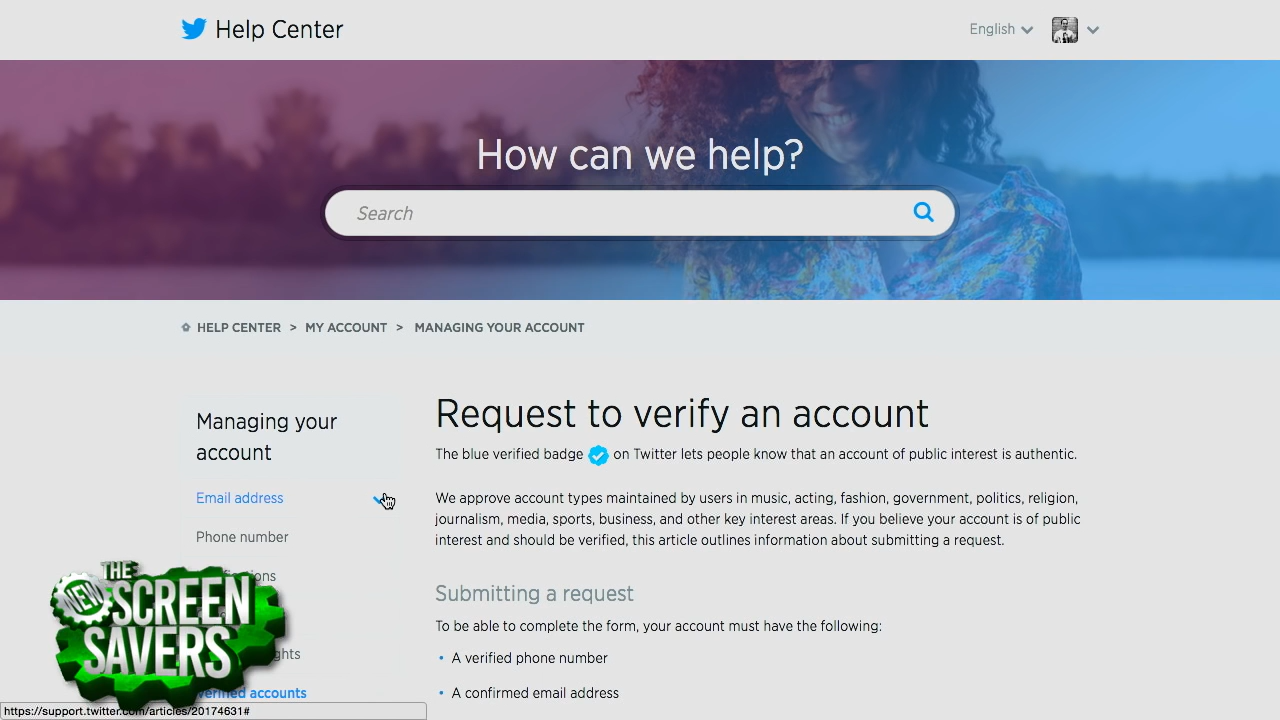 Help Center
English
How can we help?
Search
HELP CENTER > MY ACCOUNT > MANAGING YOUR ACCOUNT
Managing your
account
Email address
Phone number
Request to verify an account
The blue verified badge on Twitter lets people know that an account of public interest is authentic.
We approve account types maintained by users in music, acting, fashion, government, politics, religion,
journalism, media, sports, business, and other key interest areas. If you believe your account is of public
interest and should be verified, this article outlines information about submitting a request.
Submitting a request
To be able to complete the form, your account must have the following:
• A verified phone number
• A confirmed email address
Verified accounts
THE
NEW
SCREEN
SAVERS
https://support.twitter.com/articles/20174631#